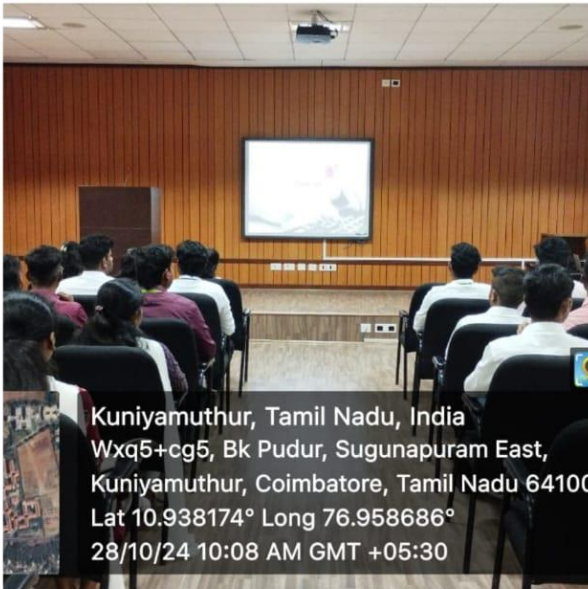 Kuniyamuthur, Tamil Nadu, India
Wxq5+cg5, Bk Pudur, Sugunapuram East,
Kuniyamuthur, Coimbatore, Tamil Nadu 64100
Lat 10.938174° Long 76.958686°
28/10/24 10:08 AM GMT +05:30